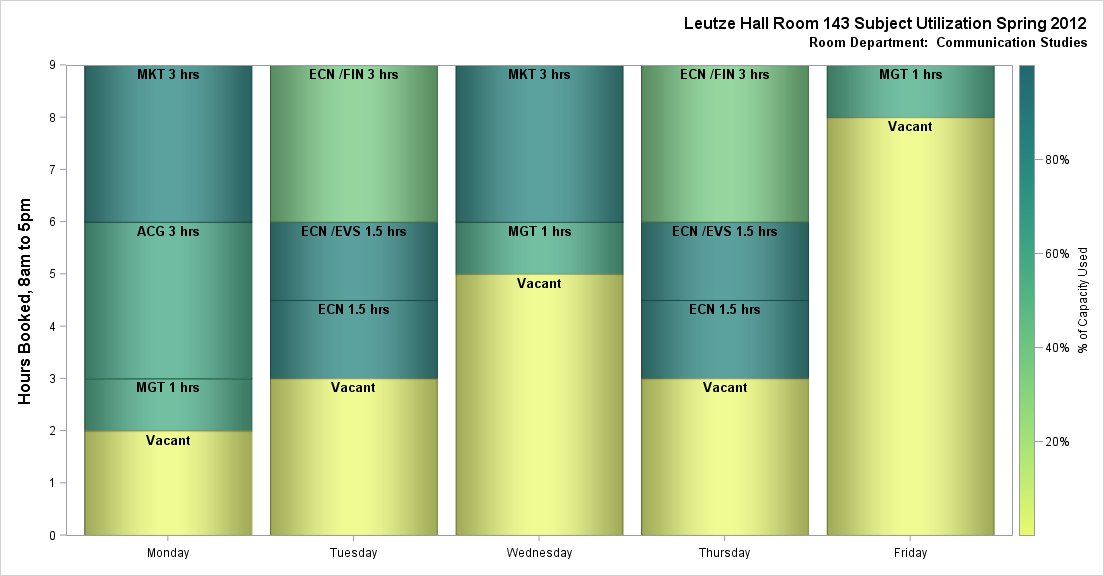 Leutze Hall Room 143 Subject Utilization Spring 2012
Room Department:  Communication Studies
Hours Booked, 8am to 5pm
9
8
7
6
5
4
3
2
1
0
MKT 3 hrs
ACG 3 hrs
MGT 1 hrs
Vacant
Monday
ECN /FIN 3 hrs
ECN /EVS 1.5 hrs
ECN 1.5 hrs
Vacant
Tuesday
MKT 3 hrs
MGT 1 hrs
Vacant
Wednesday
ECN /FIN 3 hrs
ECN /EVS 1.5 hrs
ECN 1.5 hrs
Vacant
Thursday
MGT 1 hrs
Vacant
Friday
80%
60%
40%
20%
% of Capacity Used